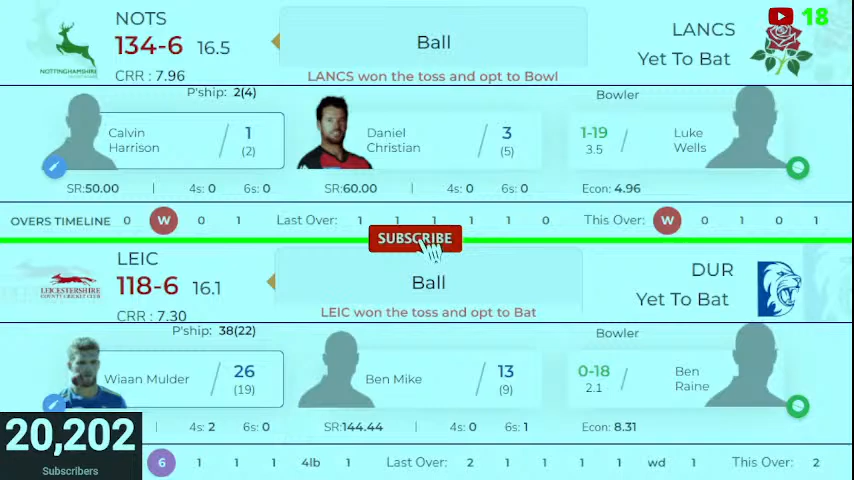 NOTS
134-6 16.5
CRR : 7.96
Ball
LANCS won the toss and opt to Bowl
LANCS
Yet To Bat
18
NOTTINGHAMSHIRE
P'ship: 2(4)
Bowler
Calvin Harrison / 1 (2)
Daniel Christian / 3 (5)
1-19 3.5 / Luke Wells
SR:50.00 | 4s: 0 6s: 0
SR:60.00 | 4s: 0 6s: 0
Econ: 4.96
OVERS TIMELINE 0 W 0 1 Last Over: 1 1 1 1 1 0 This Over: W 0 1 0 1
SUBSCRIBE
LEIC
118-6 16.1
CRR : 7.30
Ball
LEIC won the toss and opt to Bat
DUR
Yet To Bat
LEICESTERSHIRE
COUNTY CRICKET CLUB
P'ship: 38(22)
Bowler
Wiaan Mulder / 26 (19)
Ben Mike / 13 (9)
0-18 2.1 / Ben Raine
4s: 2 6s: 0
SR:144.44 | 4s: 0 6s: 1
Econ: 8.31
20,202
Subscribers
6 1 1 1 4lb 1 Last Over: 2 1 1 1 1 wd 1 This Over: 2